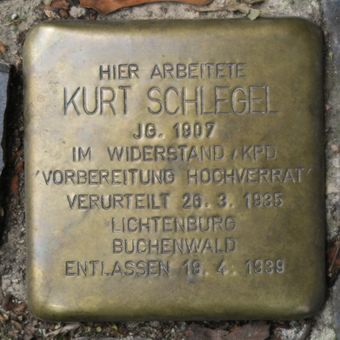 HIER ARBEITETE
KURT SCHLEGEL
JG. 1907
IM WIDERSTAND/KPD
'VORBEREITUNG HOCHVERRAT'
VERURTEILT 26. 3. 1935
LICHTENBURG
BUCHENWALD
ENTLASSEN 19. 4. 1939